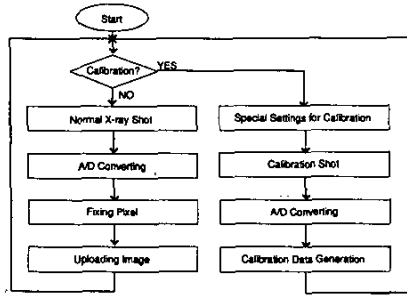 Start
Calibration?
YES
NO
Normal X-ray Shot
Special Settings for Calibration
A/D Converting
Calibration Shot
Fixing Pixel
A/D Converting
Uploading Image
Calibration Data Generation